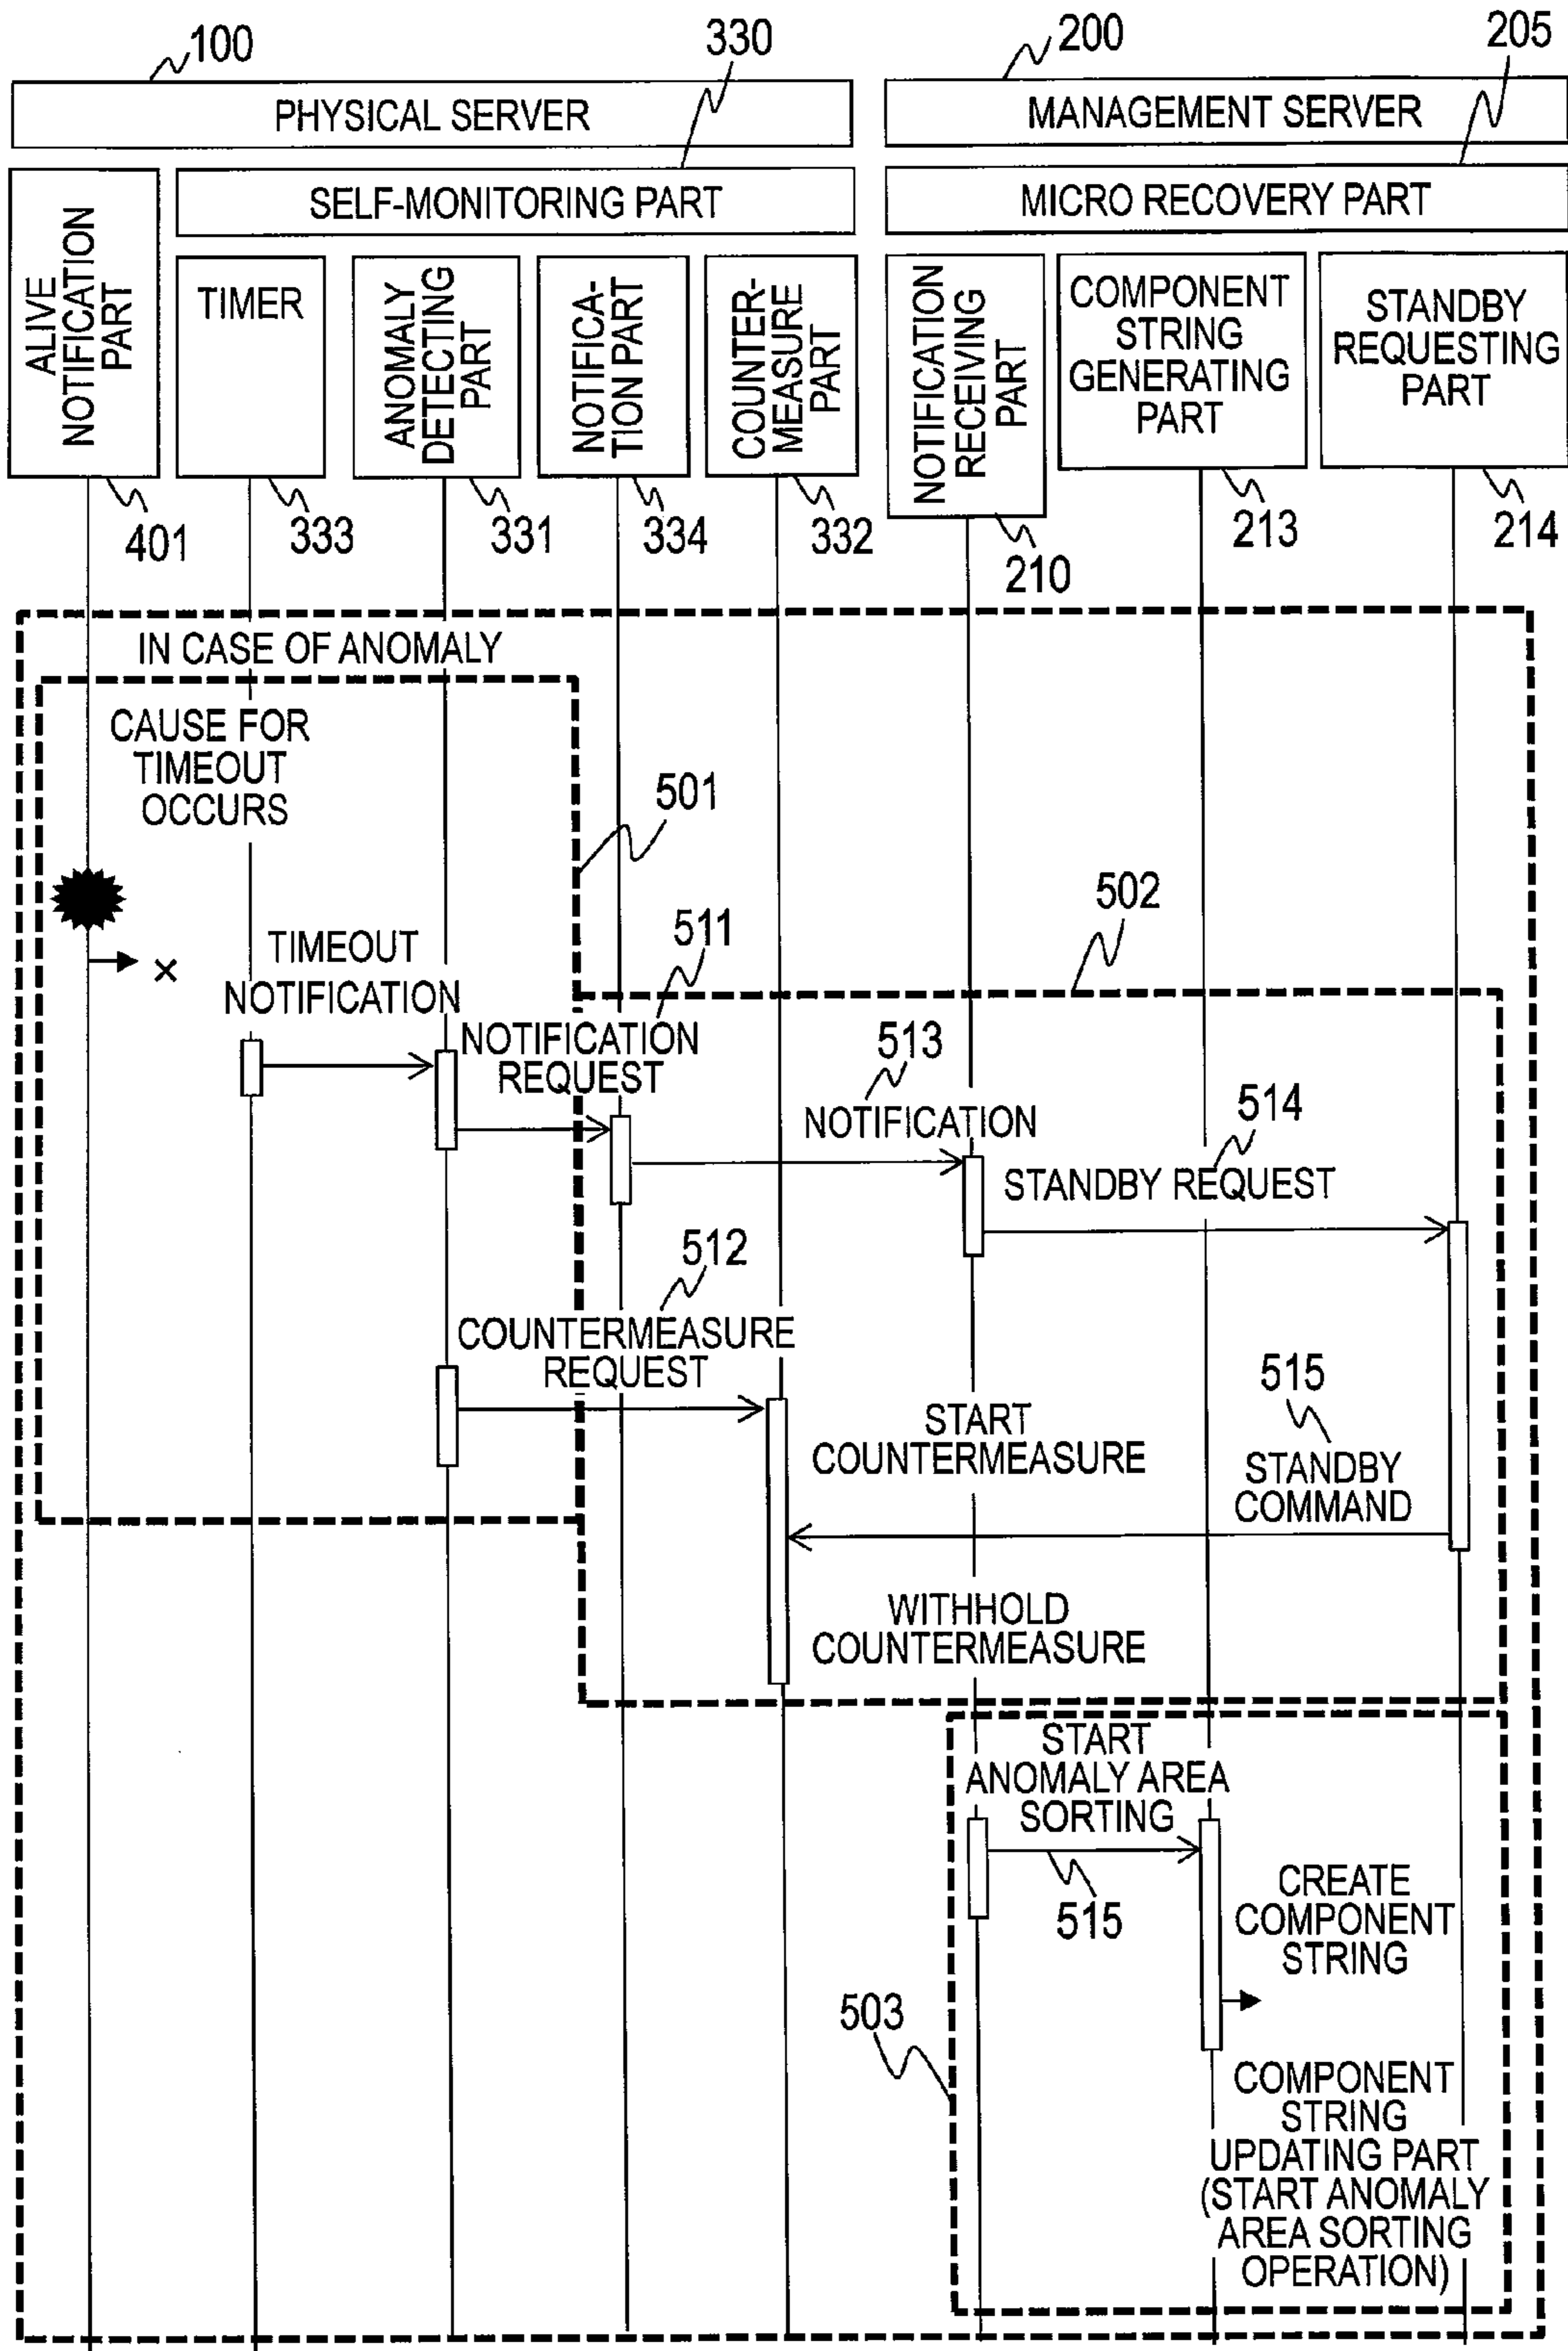 100
330
200
205
PHYSICAL SERVER
MANAGEMENT SERVER
SELF-MONITORING PART
MICRO RECOVERY PART
ALIVE
NOTIFICATION
PART
TIMER
ANOMALY
DETECTING
PART
NOTIFICA-
TION PART
COUNTER-
MEASURE
PART
NOTIFICATION
RECEIVING
PART
COMPONENT
STRING
GENERATING
PART
STANDBY
REQUESTING
PART
401
333
331
334
332
210
213
214
IN CASE OF ANOMALY
CAUSE FOR
TIMEOUT
OCCURS
501
502
×
TIMEOUT
NOTIFICATION
511
NOTIFICATION
REQUEST
513
NOTIFICATION
514
STANDBY REQUEST
512
COUNTERMEASURE
REQUEST
START
COUNTERMEASURE
515
STANDBY
COMMAND
WITHHOLD
COUNTERMEASURE
START
ANOMALY AREA
SORTING
515
CREATE
COMPONENT
STRING
503
COMPONENT
STRING
UPDATING PART
(START ANOMALY
AREA SORTING
OPERATION)